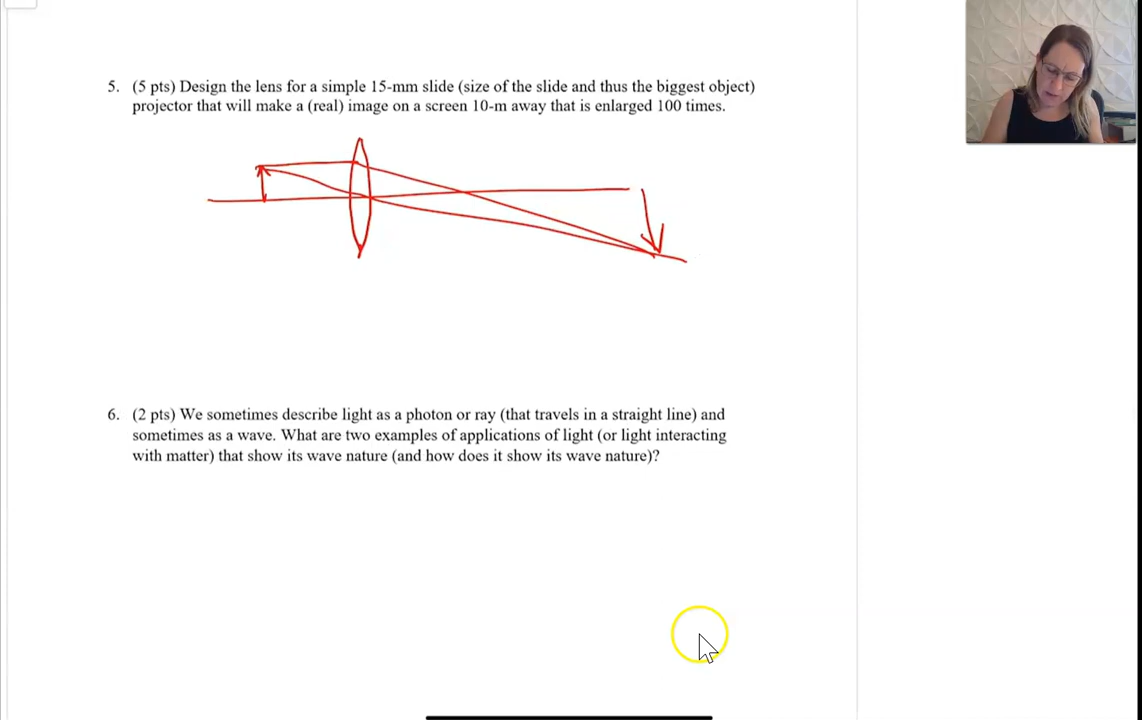 5. (5 pts) Design the lens for a simple 15-mm slide (size of the slide and thus the biggest object)
projector that will make a (real) image on a screen 10-m away that is enlarged 100 times.
6. (2 pts) We sometimes describe light as a photon or ray (that travels in a straight line) and
sometimes as a wave. What are two examples of applications of light (or light interacting
with matter) that show its wave nature (and how does it show its wave nature)?